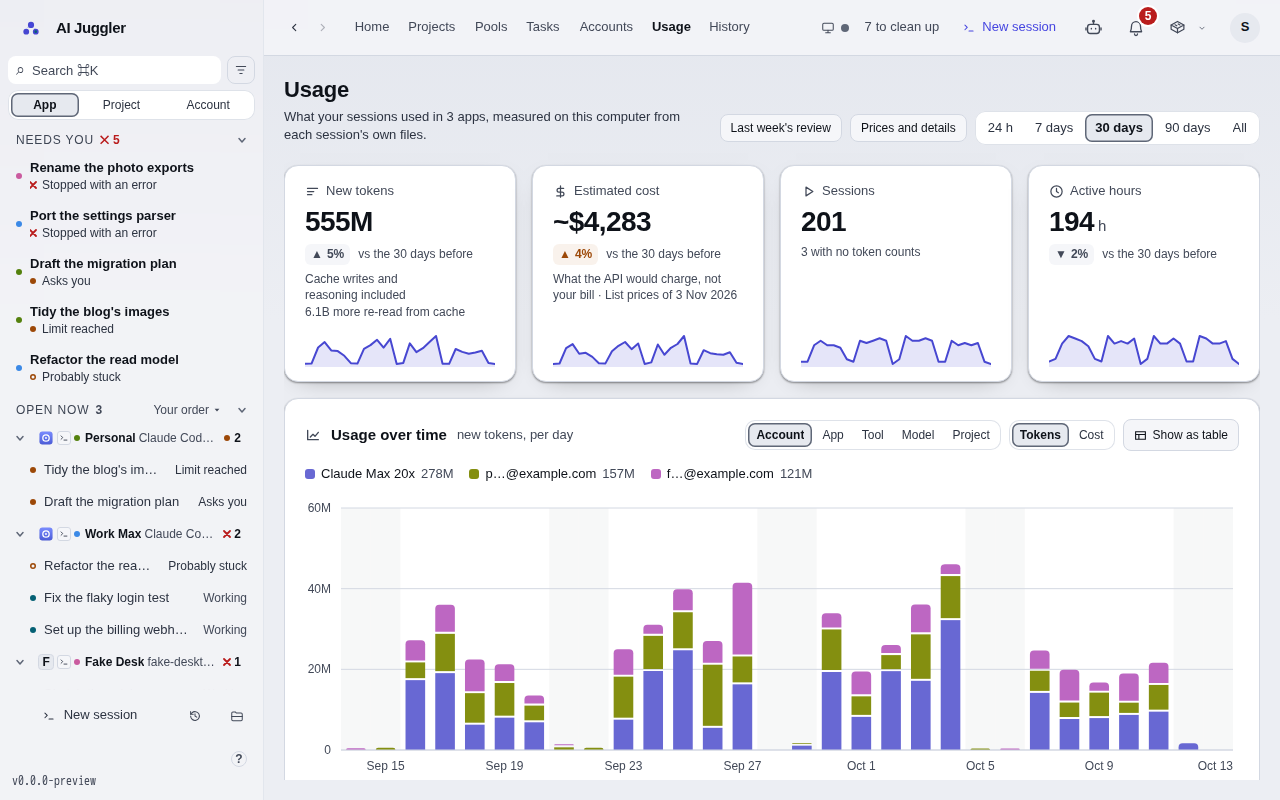 AI Juggler
Search ⌘K
App Project Account
NEEDS YOU 5
Rename the photo exports
Stopped with an error
Port the settings parser
Stopped with an error
Draft the migration plan
Asks you
Tidy the blog's images
Limit reached
Refactor the read model
Probably stuck
OPEN NOW 3 Your order
Personal Claude Cod… 2
Tidy the blog's im… Limit reached
Draft the migration plan Asks you
Work Max Claude Co… 2
Refactor the rea… Probably stuck
Fix the flaky login test Working
Set up the billing webh… Working
F Fake Desk fake-deskt… 1
New session
?
v0.0.0-preview
Home Projects Pools Tasks Accounts Usage History
7 to clean up New session 5 S
Usage
What your sessions used in 3 apps, measured on this computer from
each session's own files.
Last week's review Prices and details 24 h 7 days 30 days 90 days All
New tokens
555M
▲ 5% vs the 30 days before
Cache writes and
reasoning included
6.1B more re-read from cache
Estimated cost
~$4,283
▲ 4% vs the 30 days before
What the API would charge, not
your bill · List prices of 3 Nov 2026
Sessions
201
3 with no token counts
Active hours
194 h
▼ 2% vs the 30 days before
Usage over time new tokens, per day
Account App Tool Model Project Tokens Cost Show as table
Claude Max 20x 278M p…@example.com 157M f…@example.com 121M
60M
40M
20M
0
Sep 15 Sep 19 Sep 23 Sep 27 Oct 1 Oct 5 Oct 9 Oct 13